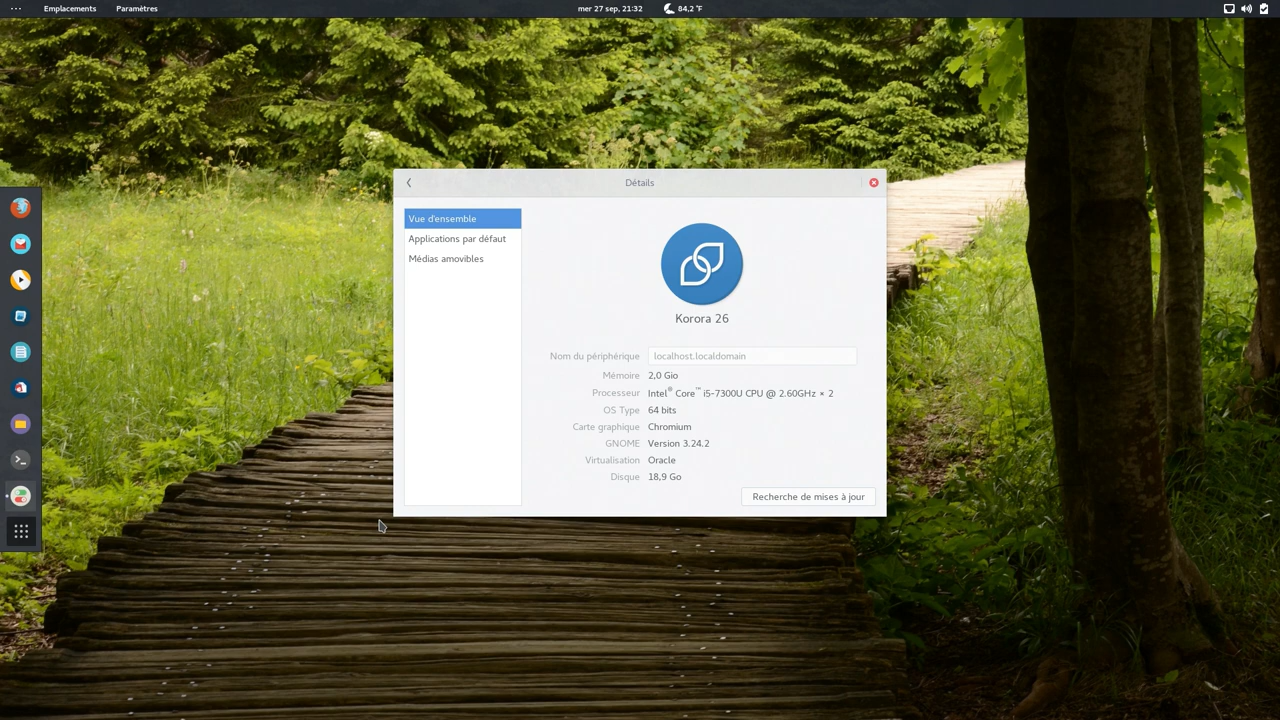 Emplacements Paramètres mer 27 sep, 21:32 84,2 °F
Détails
Vue d'ensemble
Applications par défaut
Médias amovibles
Korora 26
Nom du périphérique localhost.localdomain
Mémoire 2,0 Gio
Processeur Intel® Core™ i5-7300U CPU @ 2.60GHz × 2
OS Type 64 bits
Carte graphique Chromium
GNOME Version 3.24.2
Virtualisation Oracle
Disque 18,9 Go
Recherche de mises à jour